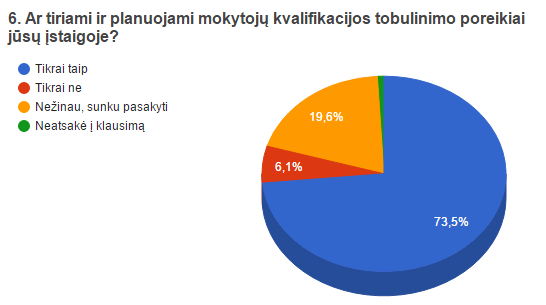 6. Ar tiriami ir planuojami mokytojų kvalifikacijos tobulinimo poreikiai
jūsų įstaigoje?
Tikrai taip
Tikrai ne
Nežinau, sunku pasakyti
Neatsakė į klausimą
19,6%
6,1%
73,5%